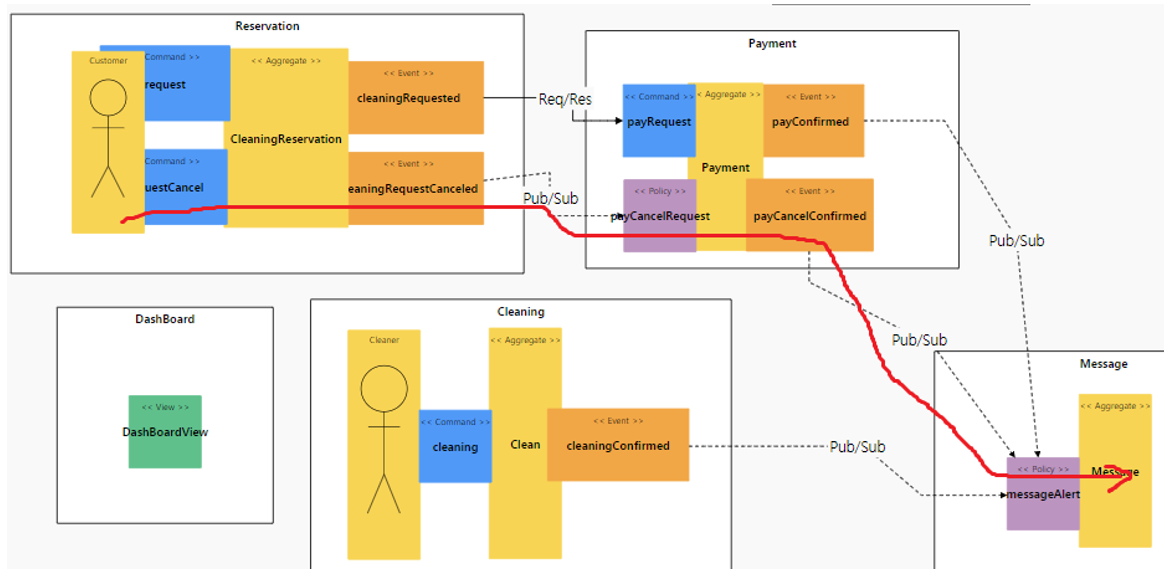 Reservation
Customer
Command >>
request
<< Aggregate >>
CleaningReservation
<< Event >>
cleaningRequested
Command >>
uestCancel
<< Event >>
eaningRequestCanceled
Req/Res
Pub/Sub
Payment
<< Command >>
payRequest
<< Aggregate >>
Payment
<< Event >>
payConfirmed
<< Policy >>
payCancelRequest
<< Event >>
payCancelConfirmed
Pub/Sub
Pub/Sub
DashBoard
<< View >>
DashBoardView
Cleaning
Cleaner
<< Command >>
cleaning
<< Aggregate >>
Clean
<< Event >>
cleaningConfirmed
Pub/Sub
Message
<< Aggregate >>
Message
<< Policy >>
messageAlert